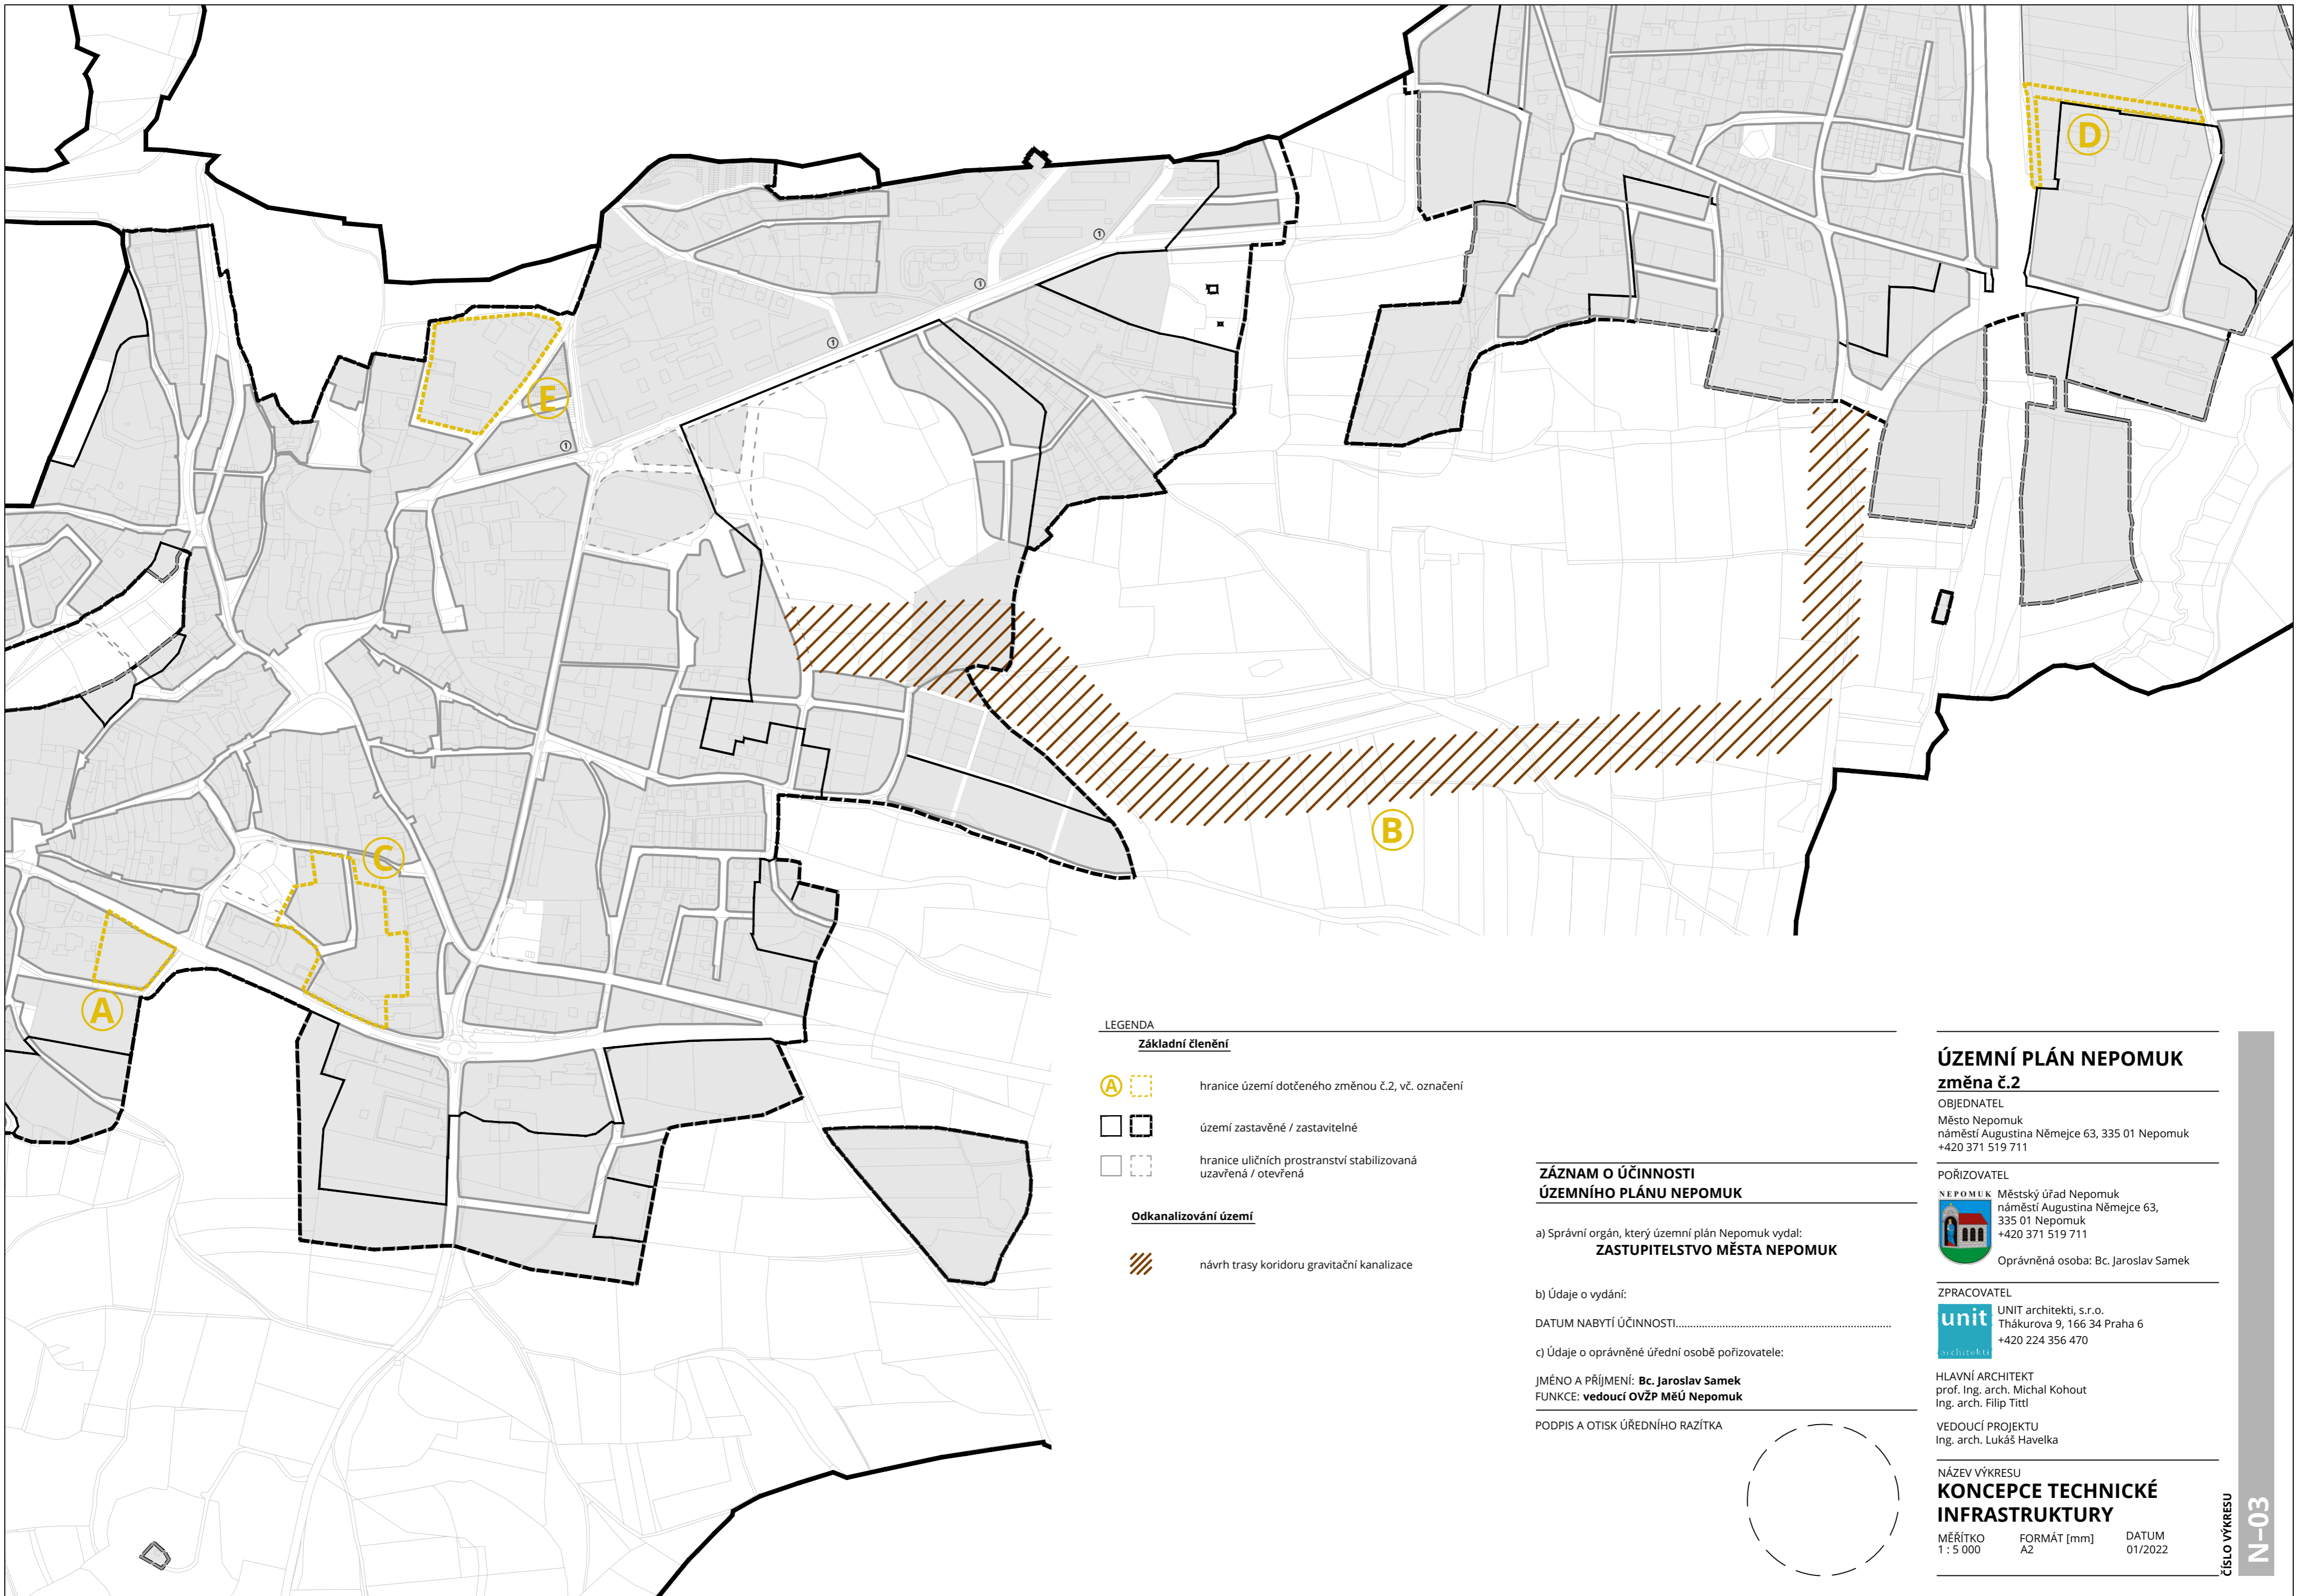 D
1
1
1
E
1
B
C
A
LEGENDA
Základní členění
A
hranice území dotčeného změnou č.2, vč. označení
území zastavěné / zastavitelné
hranice uličních prostranství stabilizovaná
uzavřená / otevřená
Odkanalizování území
návrh trasy koridoru gravitační kanalizace
ZÁZNAM O ÚČINNOSTI
ÚZEMNÍHO PLÁNU NEPOMUK
a) Správní orgán, který územní plán Nepomuk vydal:
ZASTUPITELSTVO MĚSTA NEPOMUK
b) Údaje o vydání:
DATUM NABYTÍ ÚČINNOSTI..........................................................................
c) Údaje o oprávněné úřední osobě pořizovatele:
JMÉNO A PŘÍJMENÍ: Bc. Jaroslav Samek
FUNKCE: vedoucí OVŽP MěÚ Nepomuk
PODPIS A OTISK ÚŘEDNÍHO RAZÍTKA
ÚZEMNÍ PLÁN NEPOMUK
změna č.2
OBJEDNATEL
Město Nepomuk
náměstí Augustina Němejce 63, 335 01 Nepomuk
+420 371 519 711
POŘIZOVATEL
NEPOMUK
Městský úřad Nepomuk
náměstí Augustina Němejce 63,
335 01 Nepomuk
+420 371 519 711
Oprávněná osoba: Bc. Jaroslav Samek
ZPRACOVATEL
unit
architekti
UNIT architekti, s.r.o.
Thákurova 9, 166 34 Praha 6
+420 224 356 470
HLAVNÍ ARCHITEKT
prof. Ing. arch. Michal Kohout
Ing. arch. Filip Tittl
VEDOUCÍ PROJEKTU
Ing. arch. Lukáš Havelka
NÁZEV VÝKRESU
KONCEPCE TECHNICKÉ
INFRASTRUKTURY
MĚŘÍTKO FORMÁT [mm] DATUM
1 : 5 000 A2 01/2022
ČÍSLO VÝKRESU
N–03